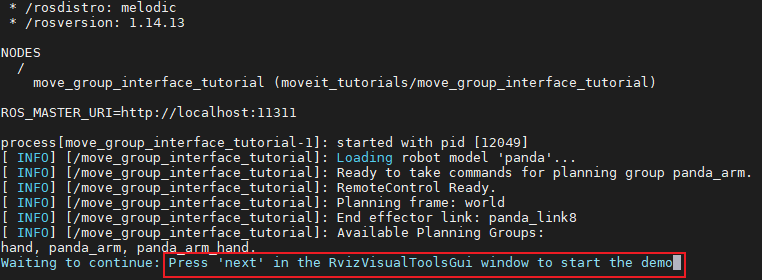 * /rosdistro: melodic
* /rosversion: 1.14.13
NODES
/
move_group_interface_tutorial (moveit_tutorials/move_group_interface_tutorial)
ROS_MASTER_URI=http://localhost:11311
process[move_group_interface_tutorial-1]: started with pid [12049]
[ INFO] [/move_group_interface_tutorial]: Loading robot model 'panda'...
[ INFO] [/move_group_interface_tutorial]: Ready to take commands for planning group panda_arm.
[ INFO] [/move_group_interface_tutorial]: RemoteControl Ready.
[ INFO] [/move_group_interface_tutorial]: Planning frame: world
[ INFO] [/move_group_interface_tutorial]: End effector link: panda_link8
[ INFO] [/move_group_interface_tutorial]: Available Planning Groups:
hand, panda_arm, panda_arm_hand.
Waiting to continue: Press 'next' in the RvizVisualToolsGui window to start the demo